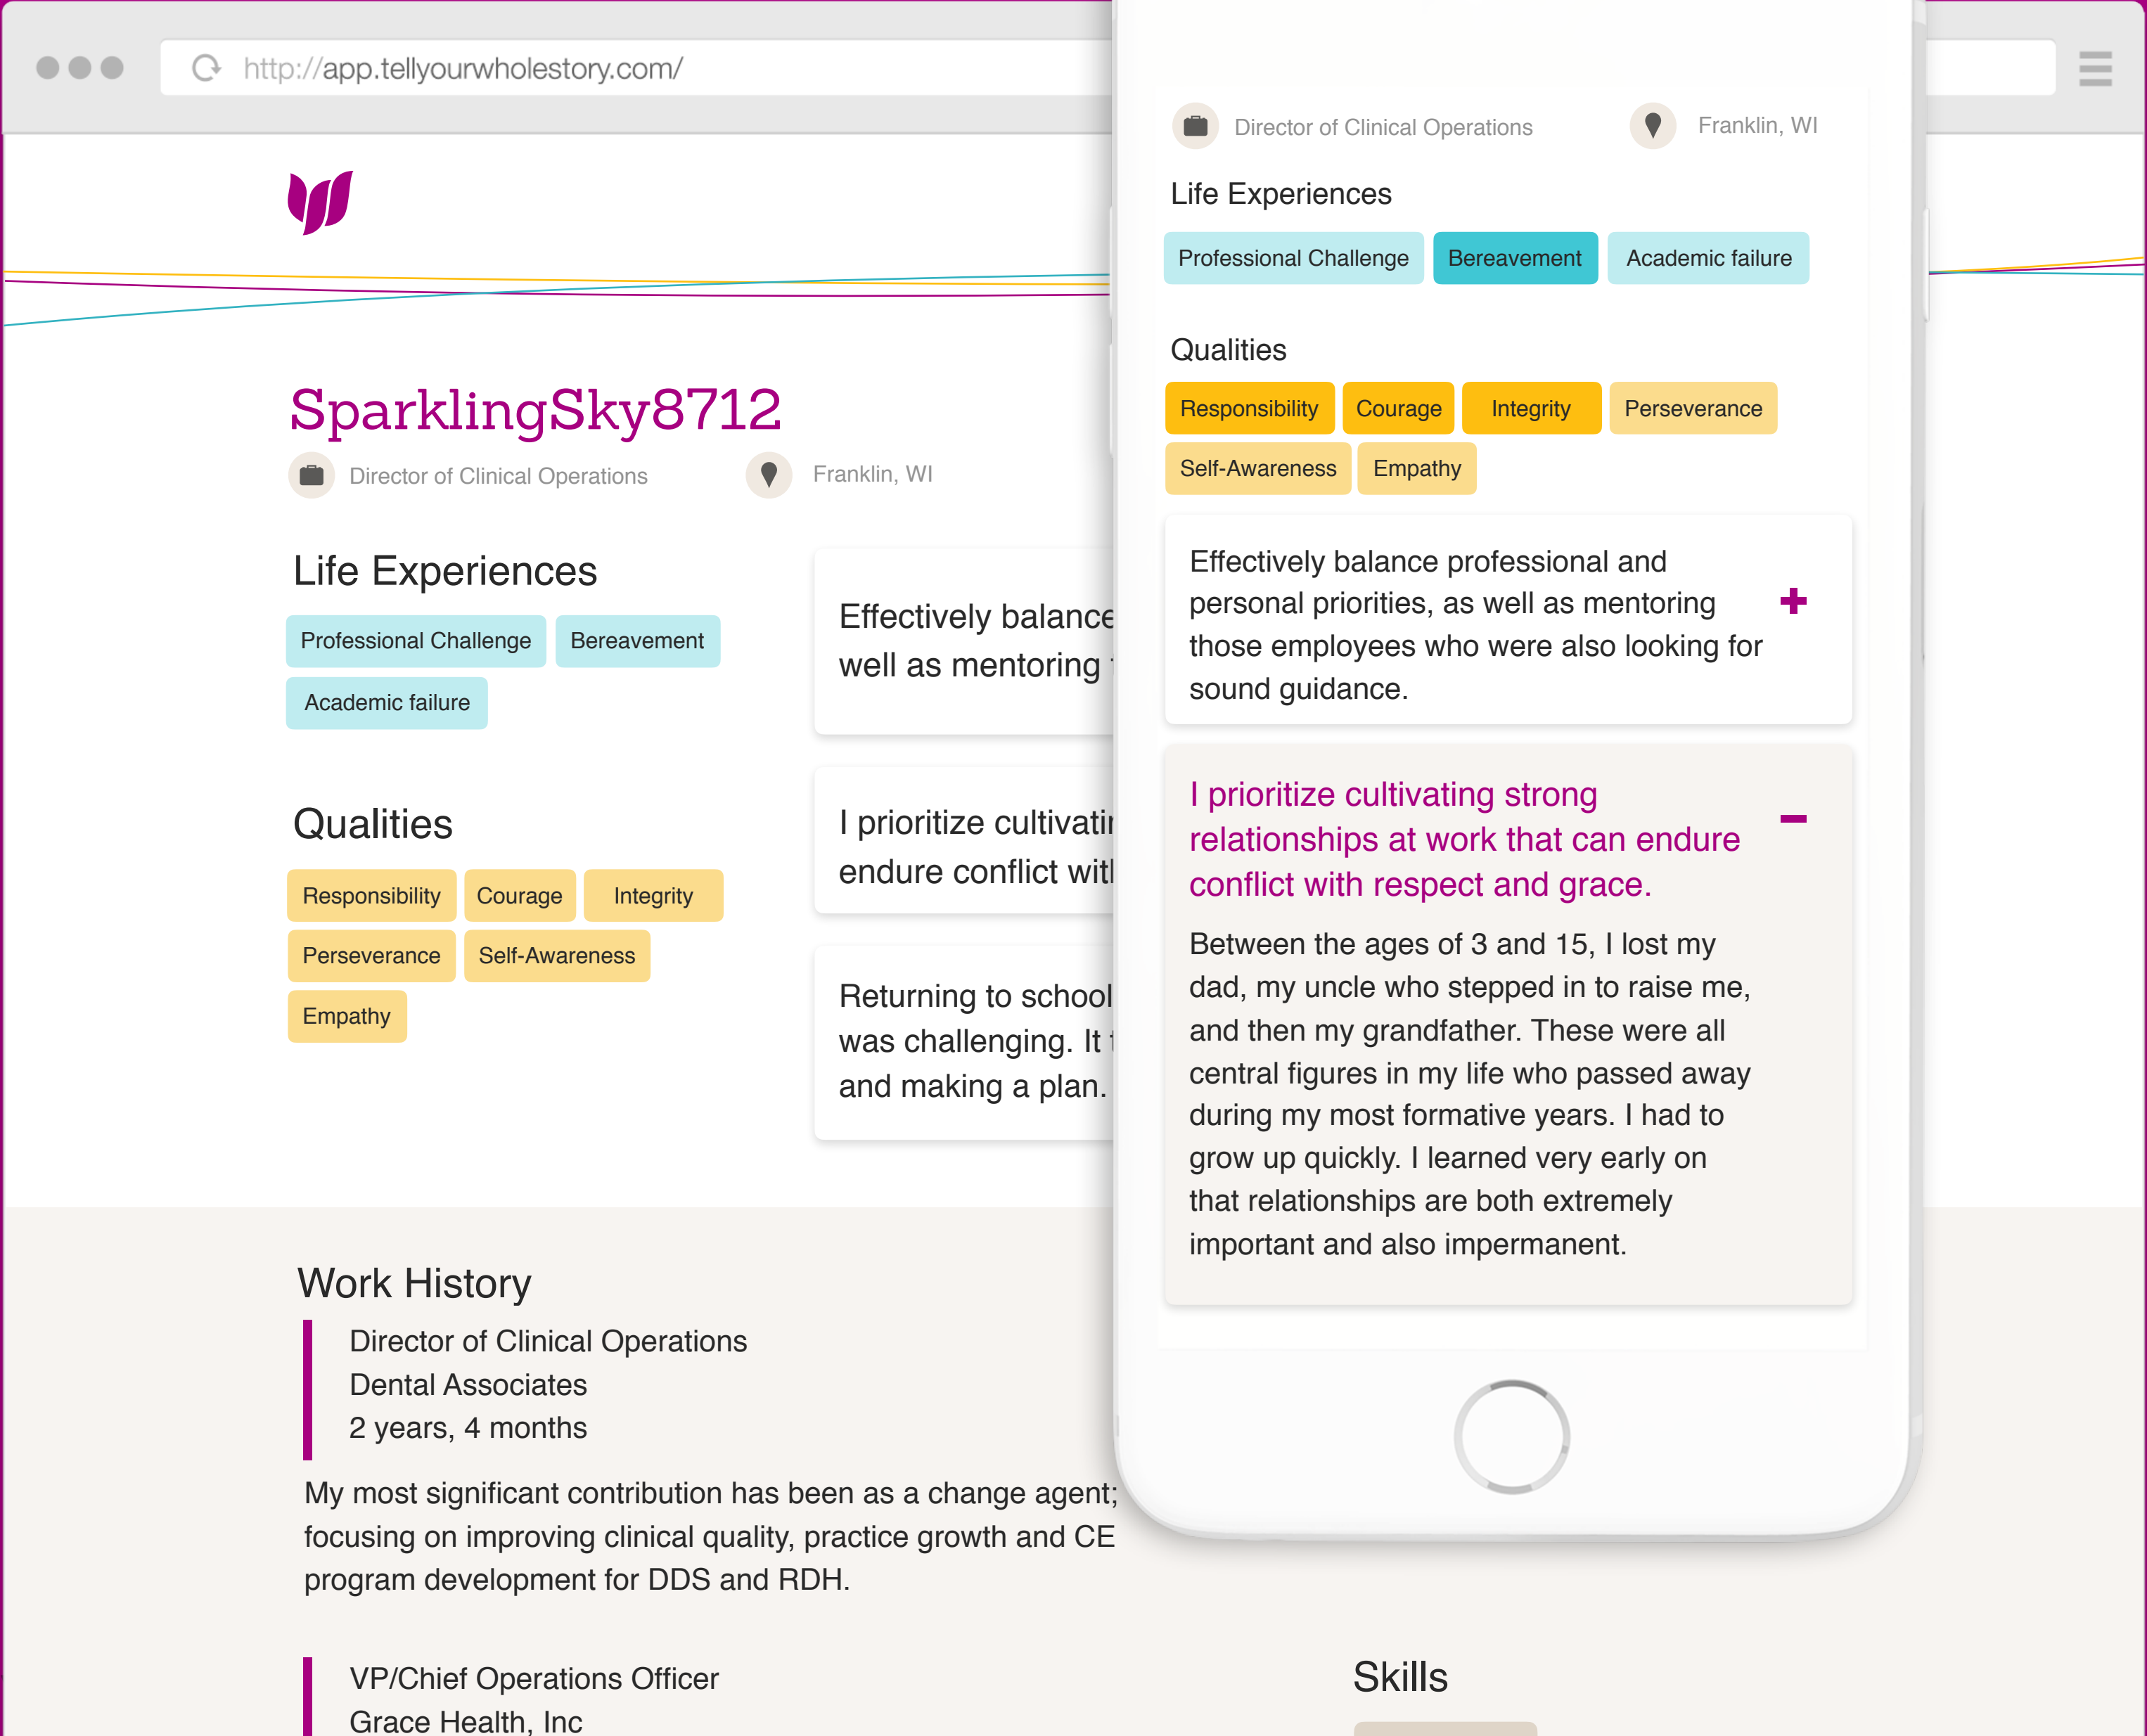 http://app.tellyourwholestory.com/
SparklingSky8712
Director of Clinical Operations
Franklin, WI
Life Experiences
Professional Challenge
Bereavement
Academic failure
Qualities
Responsibility
Courage
Integrity
Perseverance
Self-Awareness
Empathy
Effectively balance
well as mentoring
I prioritize
endure conflict
Returning to school
was challenging. It
and making a plan.
Work History
Director of Clinical Operations
Dental Associates
2 years, 4 months
My most significant contribution has been as a change agent;
focusing on improving clinical quality, practice growth and CE
program development for DDS and RDH.
VP/Chief Operations Officer
Grace Health, Inc
Skills
Director of Clinical Operations
Franklin, WI
Life Experiences
Professional Challenge
Bereavement
Academic failure
Qualities
Responsibility
Courage
Integrity
Perseverance
Self-Awareness
Empathy
Effectively balance professional and
personal priorities, as well as mentoring
those employees who were also looking for
sound guidance.
I prioritize cultivating strong
relationships at work that can endure
conflict with respect and grace.
Between the ages of 3 and 15, I lost my
dad, my uncle who stepped in to raise me,
and then my grandfather. These were all
central figures in my life who passed away
during my most formative years. I had to
grow up quickly. I learned very early on
that relationships are both extremely
important and also impermanent.